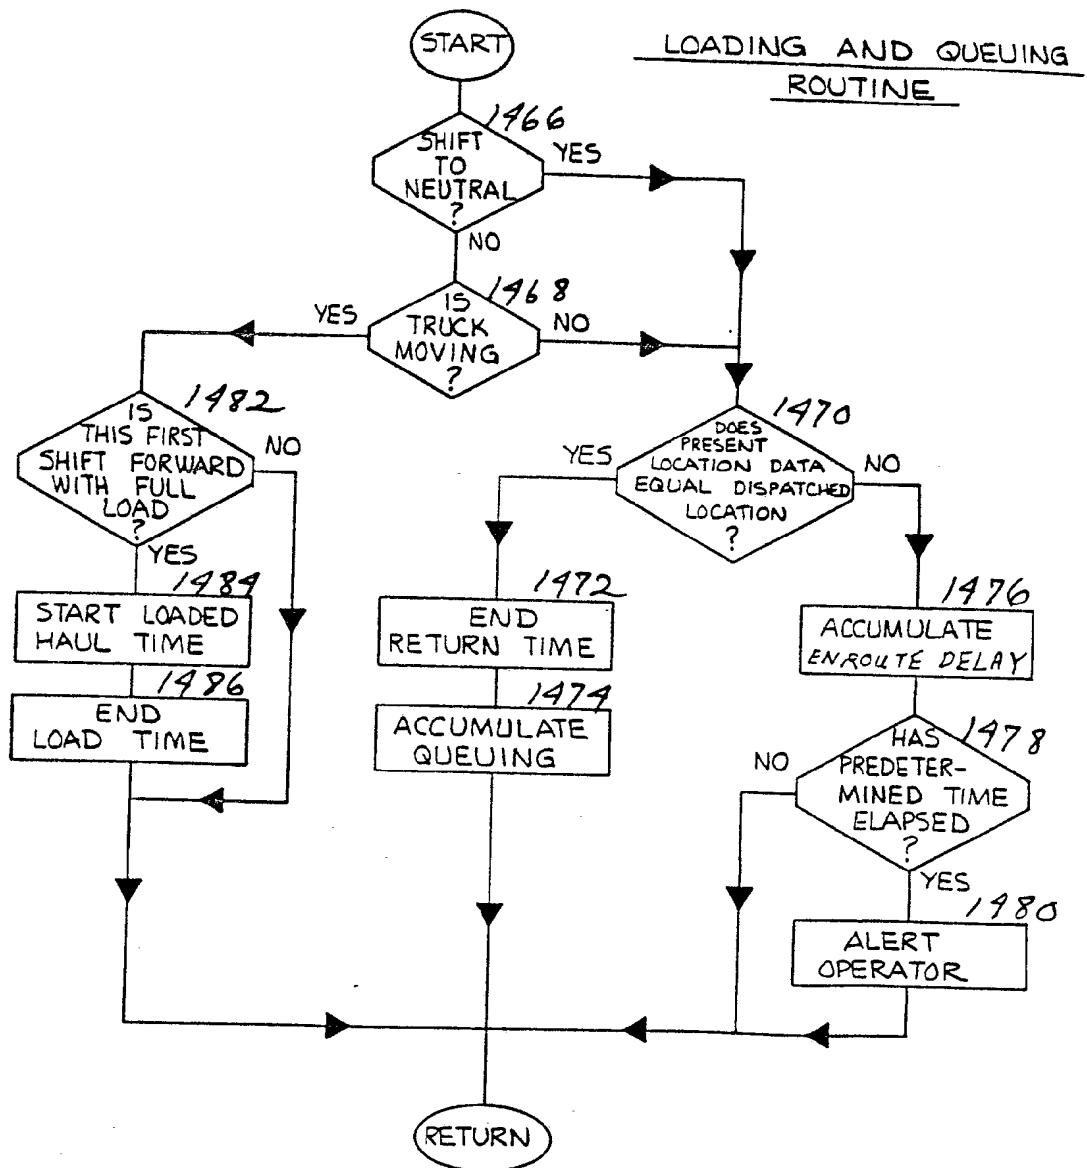 START
LOADING AND QUEUING
ROUTINE
1466
SHIFT
TO
NEUTRAL
?
YES
NO
1468
IS
TRUCK
MOVING
?
YES
NO
1482
IS
THIS FIRST
SHIFT FORWARD
WITH FULL
LOAD
?
NO
YES
1470
DOES
PRESENT
LOCATION DATA
EQUAL DISPATCHED
LOCATION
?
YES
NO
1484
START LOADED
HAUL TIME
1486
END
LOAD TIME
1472
END
RETURN TIME
1474
ACCUMULATE
QUEUING
1476
ACCUMULATE
ENROUTE DELAY
1478
HAS
PREDETER-
MINED TIME
ELAPSED
?
NO
YES
1480
ALERT
OPERATOR
RETURN